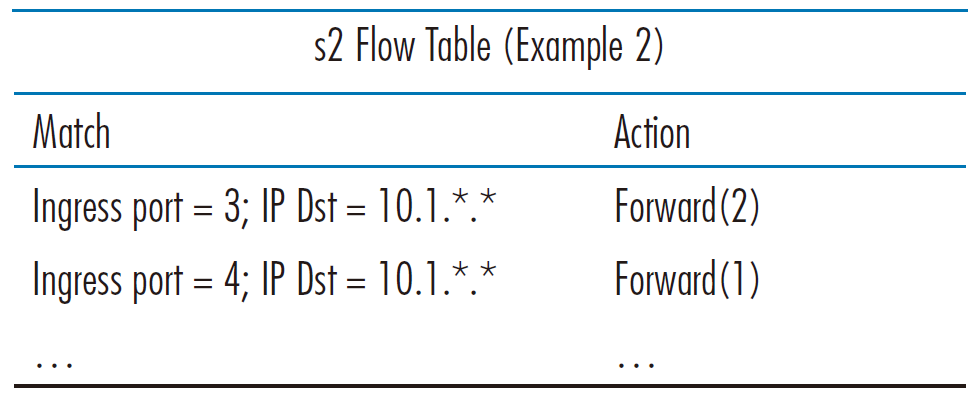 s2 Flow Table (Example 2)
Match Action
Ingress port = 3; IP Dst = 10.1.*.* Forward(2)
Ingress port = 4; IP Dst = 10.1.*.* Forward(1)
... ...